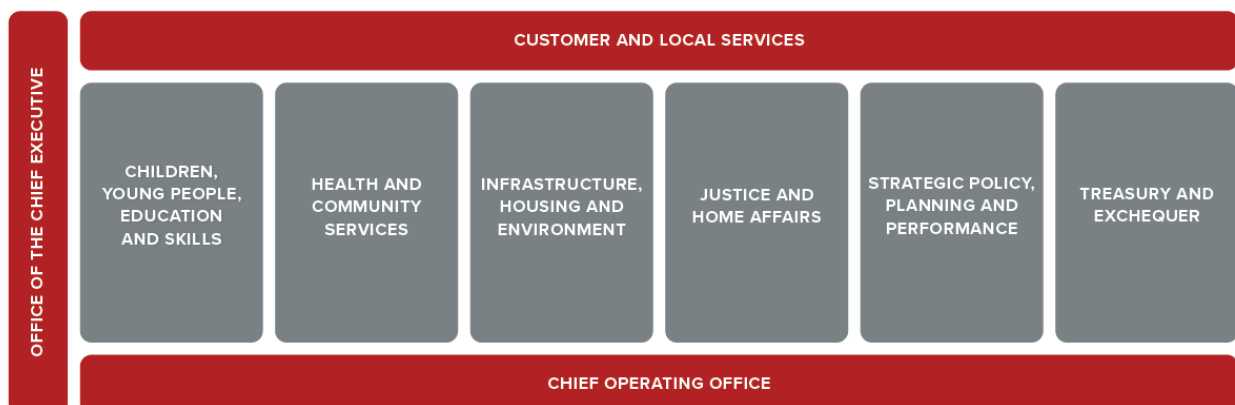 OFFICE OF THE CHIEF EXECUTIVE
CUSTOMER AND LOCAL SERVICES
CHILDREN,
YOUNG PEOPLE,
EDUCATION
AND SKILLS
HEALTH AND
COMMUNITY
SERVICES
INFRASTRUCTURE,
HOUSING AND
ENVIRONMENT
JUSTICE AND
HOME AFFAIRS
STRATEGIC POLICY,
PLANNING AND
PERFORMANCE
TREASURY AND
EXCHEQUER
CHIEF OPERATING OFFICE